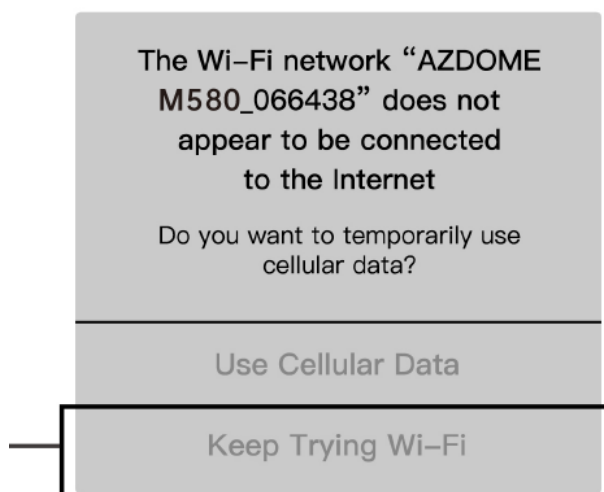 The Wi-Fi network “AZDOME
M580_066438” does not
appear to be connected
to the Internet
Do you want to temporarily use
cellular data?
Use Cellular Data
Keep Trying Wi-Fi